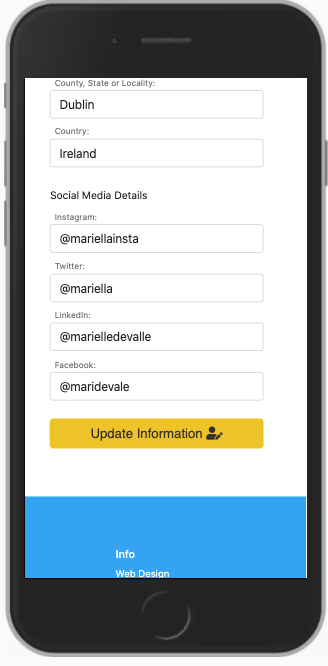 County, State or Locality:
Dublin
Country:
Ireland
Social Media Details
Instagram:
@mariellainsta
Twitter:
@mariella
LinkedIn:
@marielledevalle
Facebook:
@maridevale
Update Information
Info
Web Design